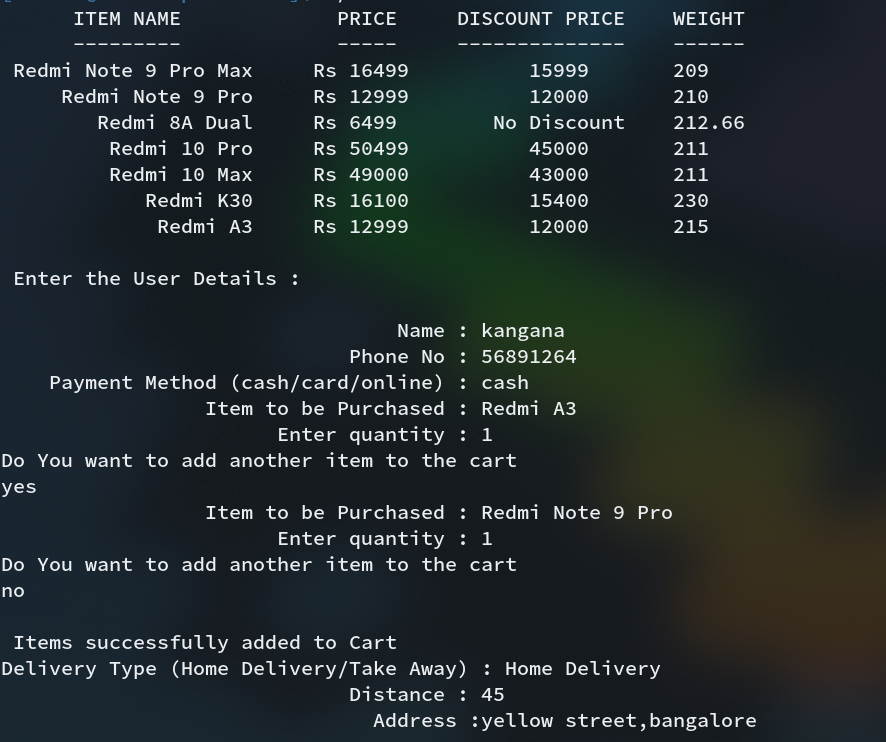 ITEM NAME PRICE DISCOUNT PRICE WEIGHT
--------- ----- -------------- ------
Redmi Note 9 Pro Max Rs 16499 15999 209
Redmi Note 9 Pro Rs 12999 12000 210
Redmi 8A Dual Rs 6499 No Discount 212.66
Redmi 10 Pro Rs 50499 45000 211
Redmi 10 Max Rs 49000 43000 211
Redmi K30 Rs 16100 15400 230
Redmi A3 Rs 12999 12000 215
Enter the User Details :
Name : kangana
Phone No : 56891264
Payment Method (cash/card/online) : cash
Item to be Purchased : Redmi A3
Enter quantity : 1
Do You want to add another item to the cart
yes
Item to be Purchased : Redmi Note 9 Pro
Enter quantity : 1
Do You want to add another item to the cart
no
Items successfully added to Cart
Delivery Type (Home Delivery/Take Away) : Home Delivery
Distance : 45
Address :yellow street,bangalore